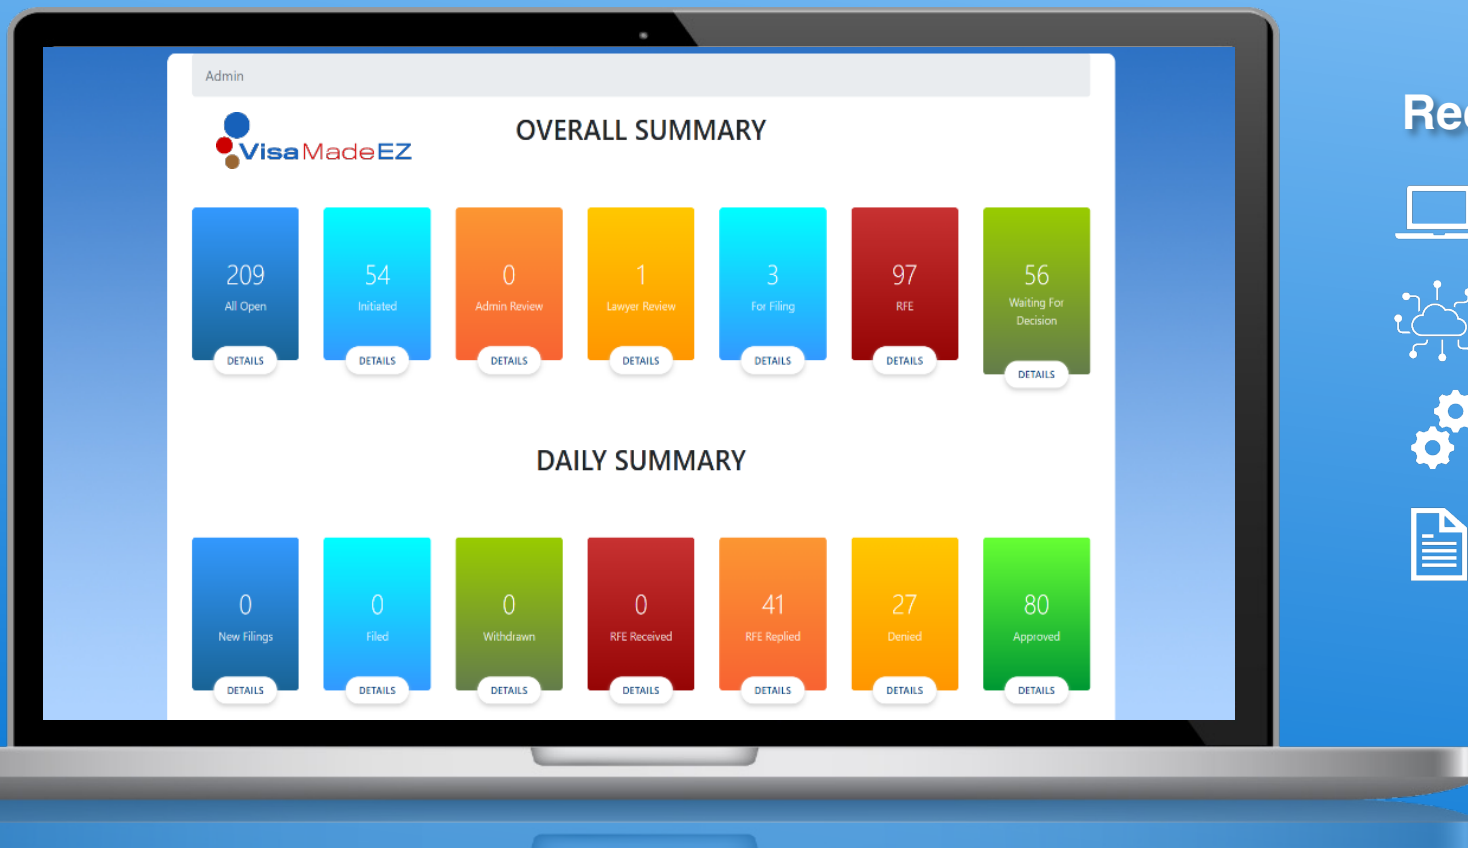 Admin
VisaMadeEZ
OVERALL SUMMARY
209
All Open
DETAILS
54
Initiated
DETAILS
0
Admin Review
DETAILS
1
Lawyer Review
DETAILS
3
For Filing
DETAILS
97
RFE
DETAILS
56
Waiting For
Decision
DETAILS
DAILY SUMMARY
0
New Filings
DETAILS
0
Filed
DETAILS
0
Withdrawn
DETAILS
0
RFE Received
DETAILS
41
RFE Replied
DETAILS
27
Denied
DETAILS
80
Approved
DETAILS